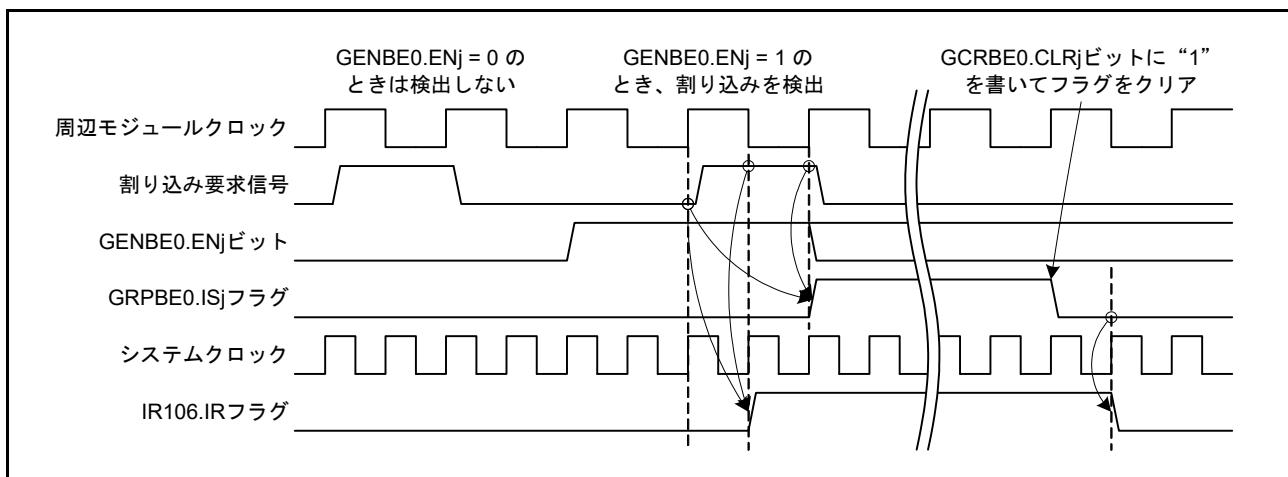 GENBE0.ENj = 0 の
ときは検出しない
GENBE0.ENj = 1 の
とき、割り込みを検出
GCRBE0.CLRjビットに“1”
を書いてフラグをクリア
周辺モジュールクロック
割り込み要求信号
GENBE0.ENjビット
GRPBE0.ISjフラグ
システムクロック
IR106.IRフラグ